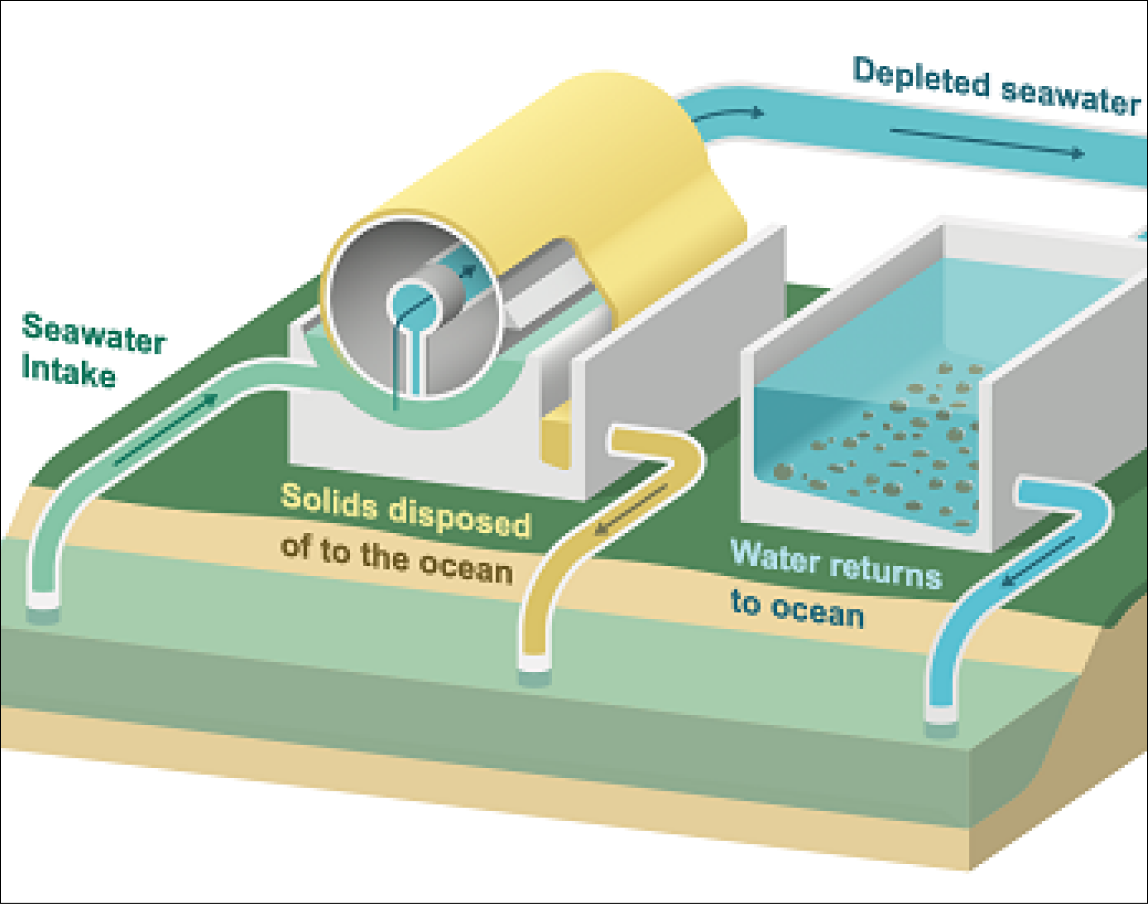 Depleted seawater
Seawater
Intake
Solids disposed
of to the ocean
Water returns
to ocean